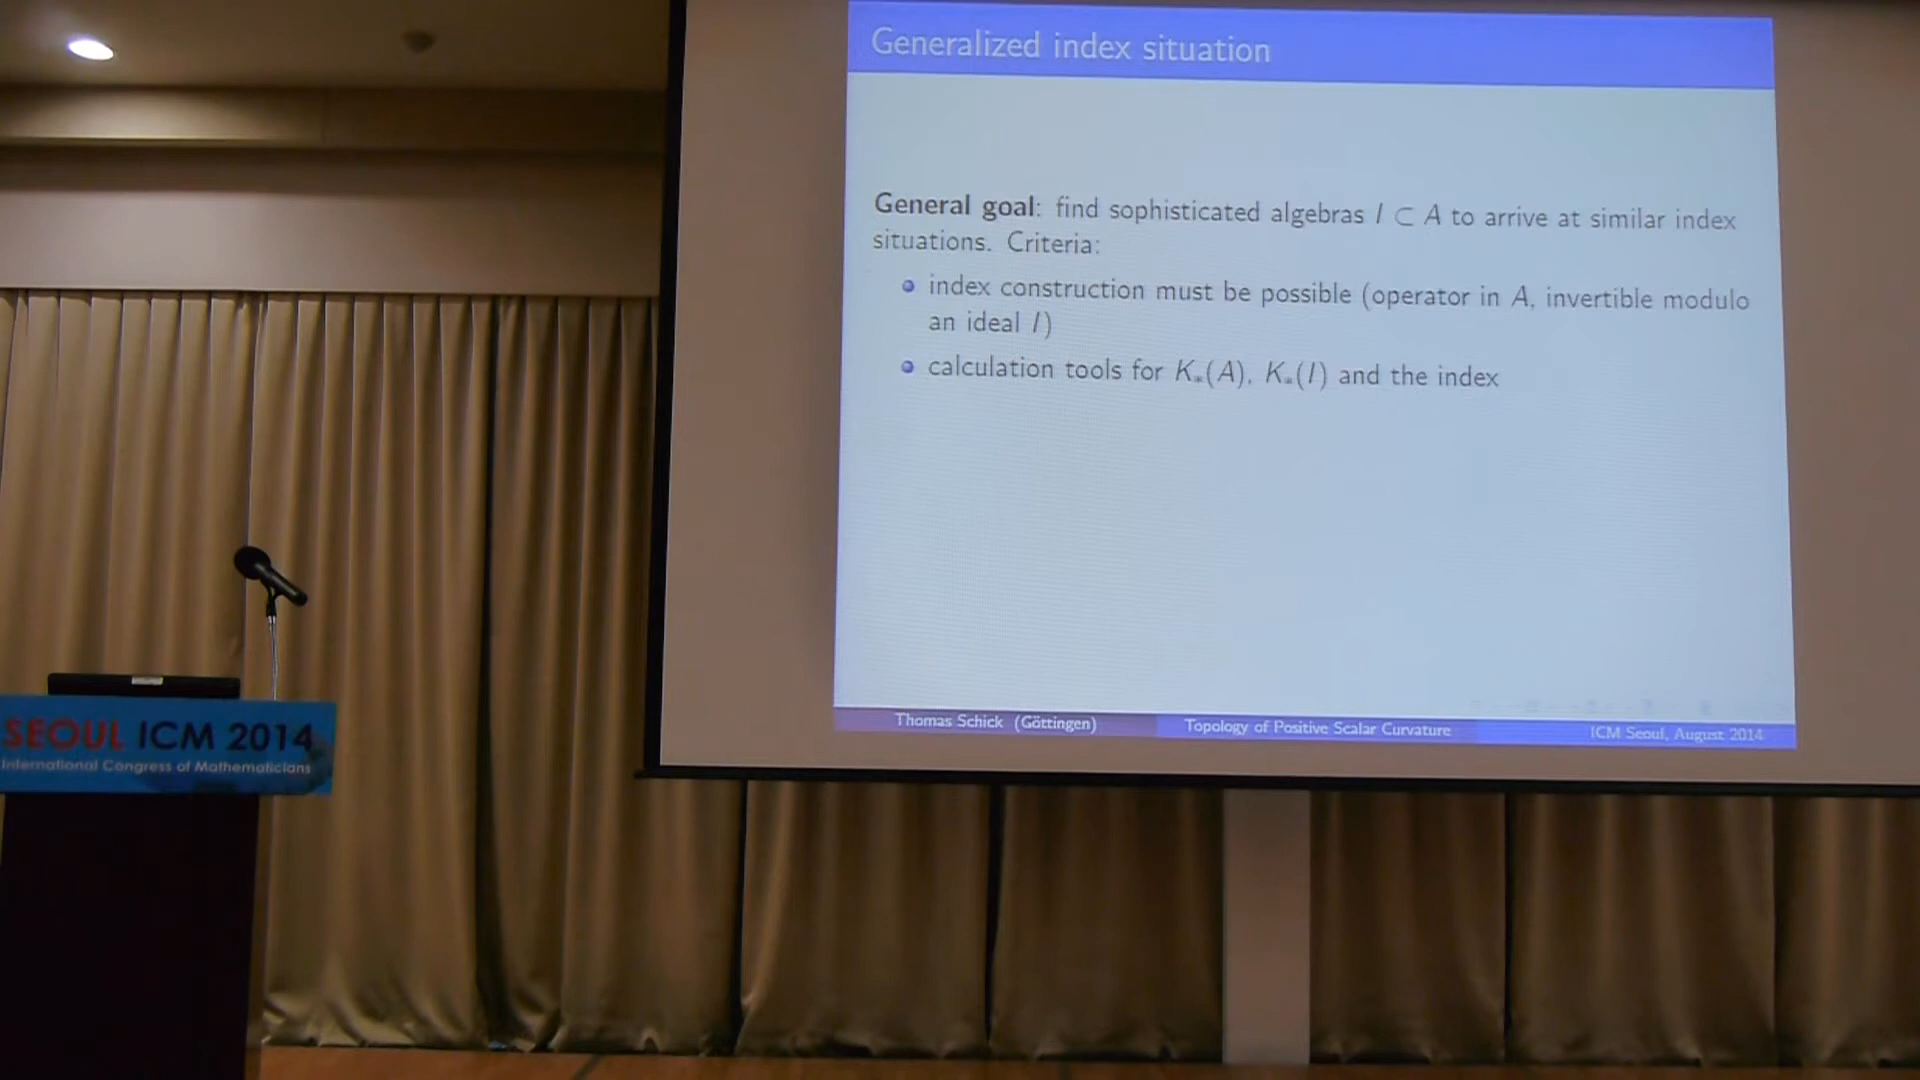 Generalized index situation
General goal: find sophisticated algebras I ⊂ A to arrive at similar index
situations. Criteria:
index construction must be possible (operator in A, invertible modulo
an ideal I)
calculation tools for K*(A), K*(I) and the index
Thomas Schick (Göttingen)
Topology of Positive Scalar Curvature
ICM Seoul, August 2014
SEOUL ICM 2014
International Congress of Mathematicians